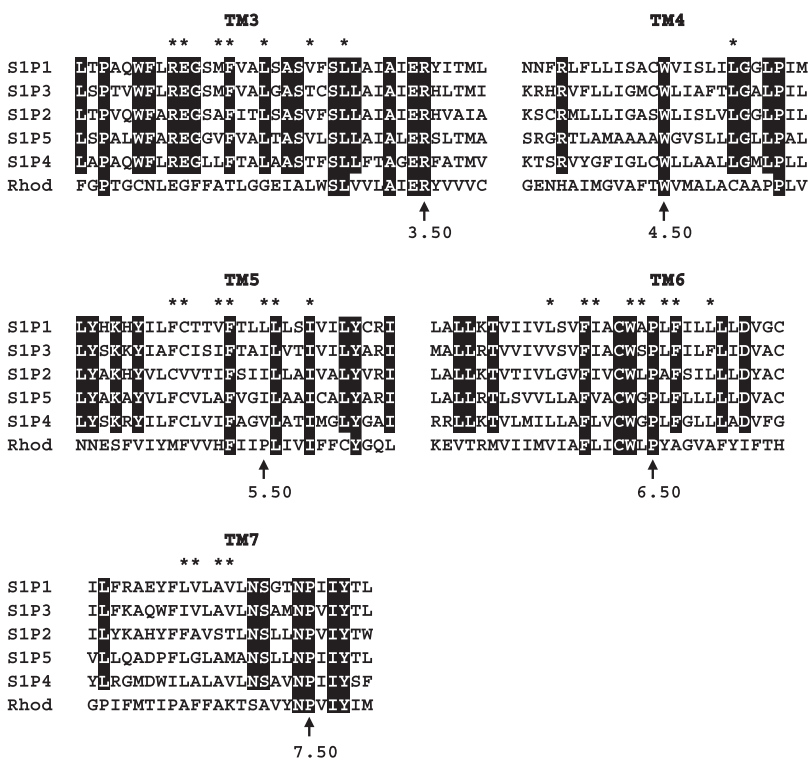 TM3 TM4
** ** * * * *
S1P1 LTPAQWFLREGSMFVALSASVFSLLAIAIERYITML NNFRLFLLISACWVISLILGGLPIM
S1P3 LSPTVWFLREGSMFVALGASTCSLLAIAIERHLTMI KRHRVFLLIGMCWLIAFTLGALPIL
S1P2 LTPVQWFAREGSAFITLSASVFSLLAIAIERHVAIA KSCRMLLLIGASWLISLVLGGLPIL
S1P5 LSPALWFAREGGVFVALTASVLSLLAIALERSLTMA SRGRTLAMAAAAWGVSLLLGLLPAL
S1P4 LAPAQWFLREGLLFTALAASTFSLLFTAGERFATMV KTSRVYGFIGLCWLLAALLGMLPLL
Rhod FGPTGCNLEGFFATLGGEIALWSLVVLAIERYVVVC GENHAIMGVAFTWVMALACAAPPLV
3.50 4.50
TM5 TM6
** ** ** * * ** ** ** *
S1P1 LYHKHYILFCTTVFTLLLLSIVILYCRI LALLKTVIIVLSVFIACWAPLFILLLLDVGC
S1P3 LYSKKYIAFCISIFTAILVTIVILYARI MALLRTVVIVVSVFIACWSPLFILFLIDVAC
S1P2 LYAKHYVLCVVTIFSIILLAIVALYVRI LALLKTVTIVLGVFIVCWLPAFSILLLDYAC
S1P5 LYAKAYVLFCVLAFVGILAAICALYARI LALLRTLSVVLLAFVACWGPLFLLLLLDVAC
S1P4 LYSKRYILFCLVIFAGVLATIMGLYGAI RRLLKTVLMILLAFLVCWGPLFGLLLADVFG
Rhod NNESFVIYMFVVHFIIPLIVIFFCYGQL KEVTRMVIIMVIAFLICWLPYAGVAFYIFTH
5.50 6.50
TM7
** **
S1P1 ILFRAEYFLVLAVLNSGTNPIIYTL
S1P3 ILFKAQWFIVLAVLNSAMNPVIYTL
S1P2 ILYKAHYFFAVSTLNSLLNPVIYTW
S1P5 VLLQADPFLGLAMANSLLNPIIYTL
S1P4 YLRGMDWILALAVLNSAVNPIIYSF
Rhod GPIFMTIPAFFAKTSAVYNPVIYIM
7.50